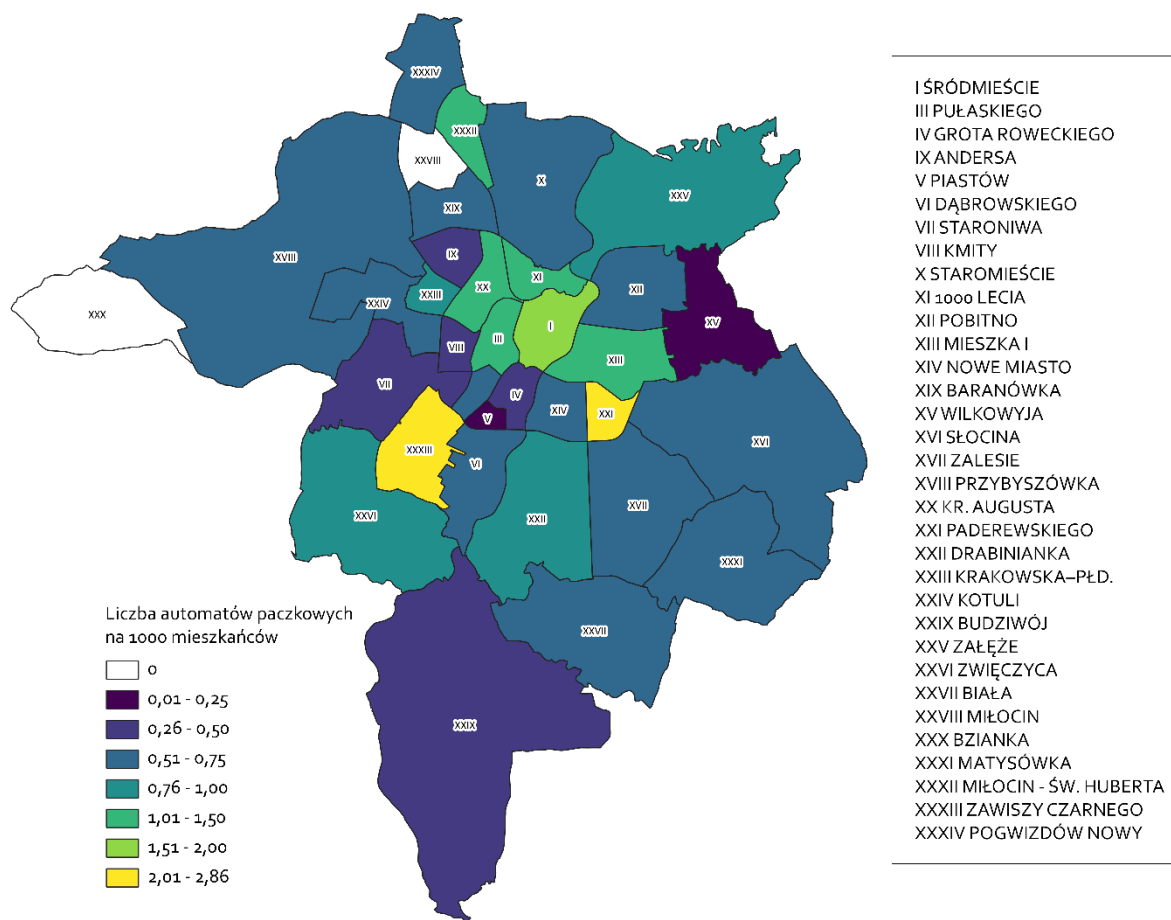 XXXIV
XXXII
XXVIII
X
XXV
XIX
IX
XVIII
XI
XII
XX
XXIII
XXIV
XXX
I
XV
III
VIII
XIII
VII
IV
XIV
XXI
V
XVI
XXXIII
VI
XVII
XXVI
XXII
XXXI
XXVII
XXIX
Liczba automatów paczkowych
na 1000 mieszkańców
0
0,01 - 0,25
0,26 - 0,50
0,51 - 0,75
0,76 - 1,00
1,01 - 1,50
1,51 - 2,00
2,01 - 2,86
I ŚRÓDMIEŚCIE
III PUŁASKIEGO
IV GROTA ROWECKIEGO
IX ANDERSA
V PIASTÓW
VI DĄBROWSKIEGO
VII STARONIWA
VIII KMITY
X STAROMIEŚCIE
XI 1000 LECIA
XII POBITNO
XIII MIESZKA I
XIV NOWE MIASTO
XIX BARANÓWKA
XV WILKOWYJA
XVI SŁOCINA
XVII ZALESIE
XVIII PRZYBYSZÓWKA
XX KR. AUGUSTA
XXI PADEREWSKIEGO
XXII DRABINIANKA
XXIII KRAKOWSKA–PŁD.
XXIV KOTULI
XXIX BUDZIWÓJ
XXV ZAŁĘŻE
XXVI ZWIĘCZYCA
XXVII BIAŁA
XXVIII MIŁOCIN
XXX BZIANKA
XXXI MATYSÓWKA
XXXII MIŁOCIN - ŚW. HUBERTA
XXXIII ZAWISZY CZARNEGO
XXXIV POGWIZDÓW NOWY